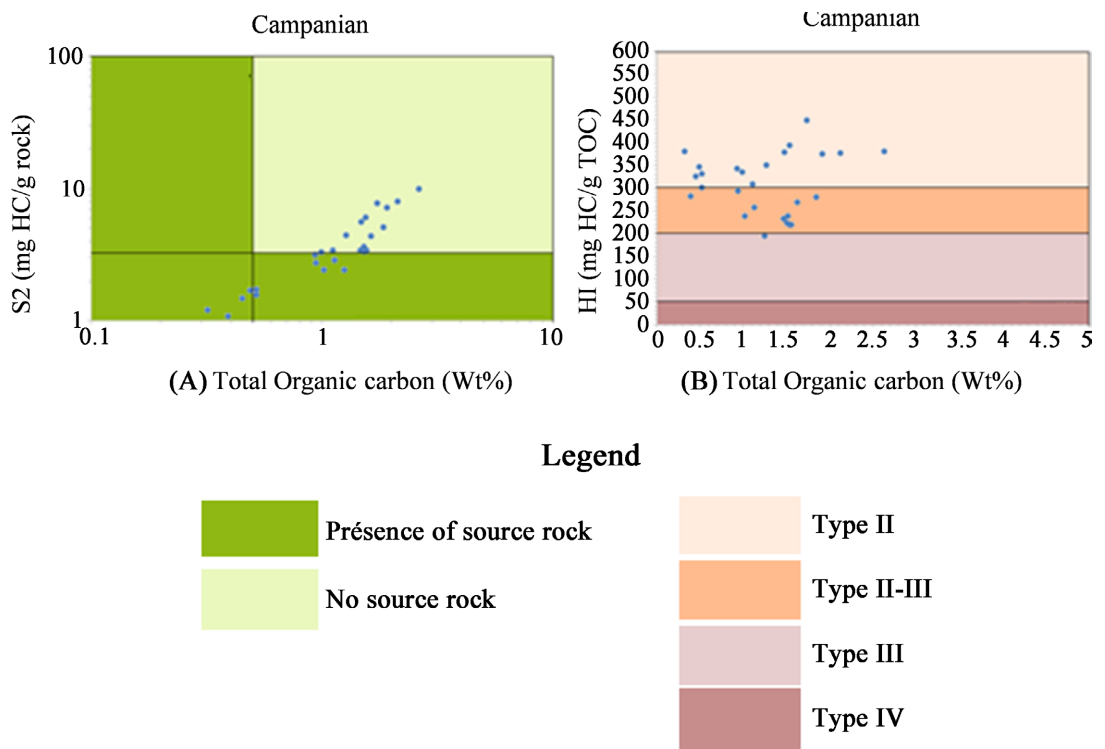 Campanian
100
10
1
0.1
1
10
S2 (mg HC/g rock)
(A) Total Organic carbon (Wt%)
Campanian
600
550
500
450
400
350
300
250
200
150
100
50
0
0
0.5
1
1.5
2
2.5
3
3.5
4
4.5
5
HI (mg HC/g TOC)
(B) Total Organic carbon (Wt%)
Legend
Présence of source rock
No source rock
Type II
Type II-III
Type III
Type IV